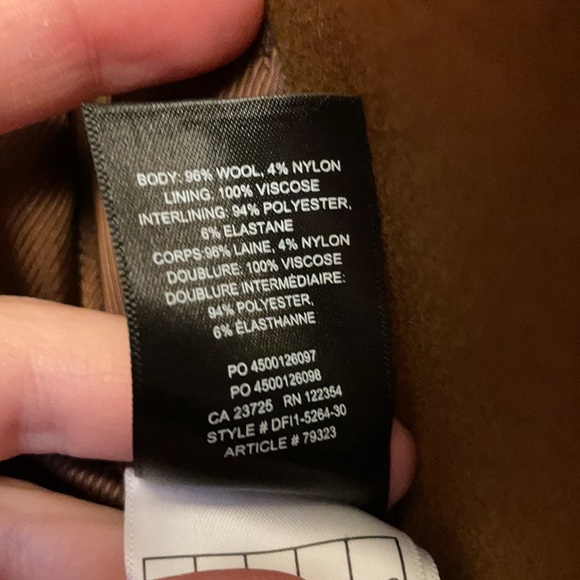 BODY: 96% WOOL, 4% NYLON
LINING: 100% VISCOSE
INTERLINING: 94% POLYESTER,
6% ELASTANE
CORPS:96% LAINE, 4% NYLON
DOUBLURE: 100% VISCOSE
DOUBLURE INTERMÉDIAIRE:
94% POLYESTER,
6% ÉLASTHANNE
PO 4500126097
PO 4500126098
CA 23725 RN 122354
STYLE # DFI1-5264-30
ARTICLE # 79323